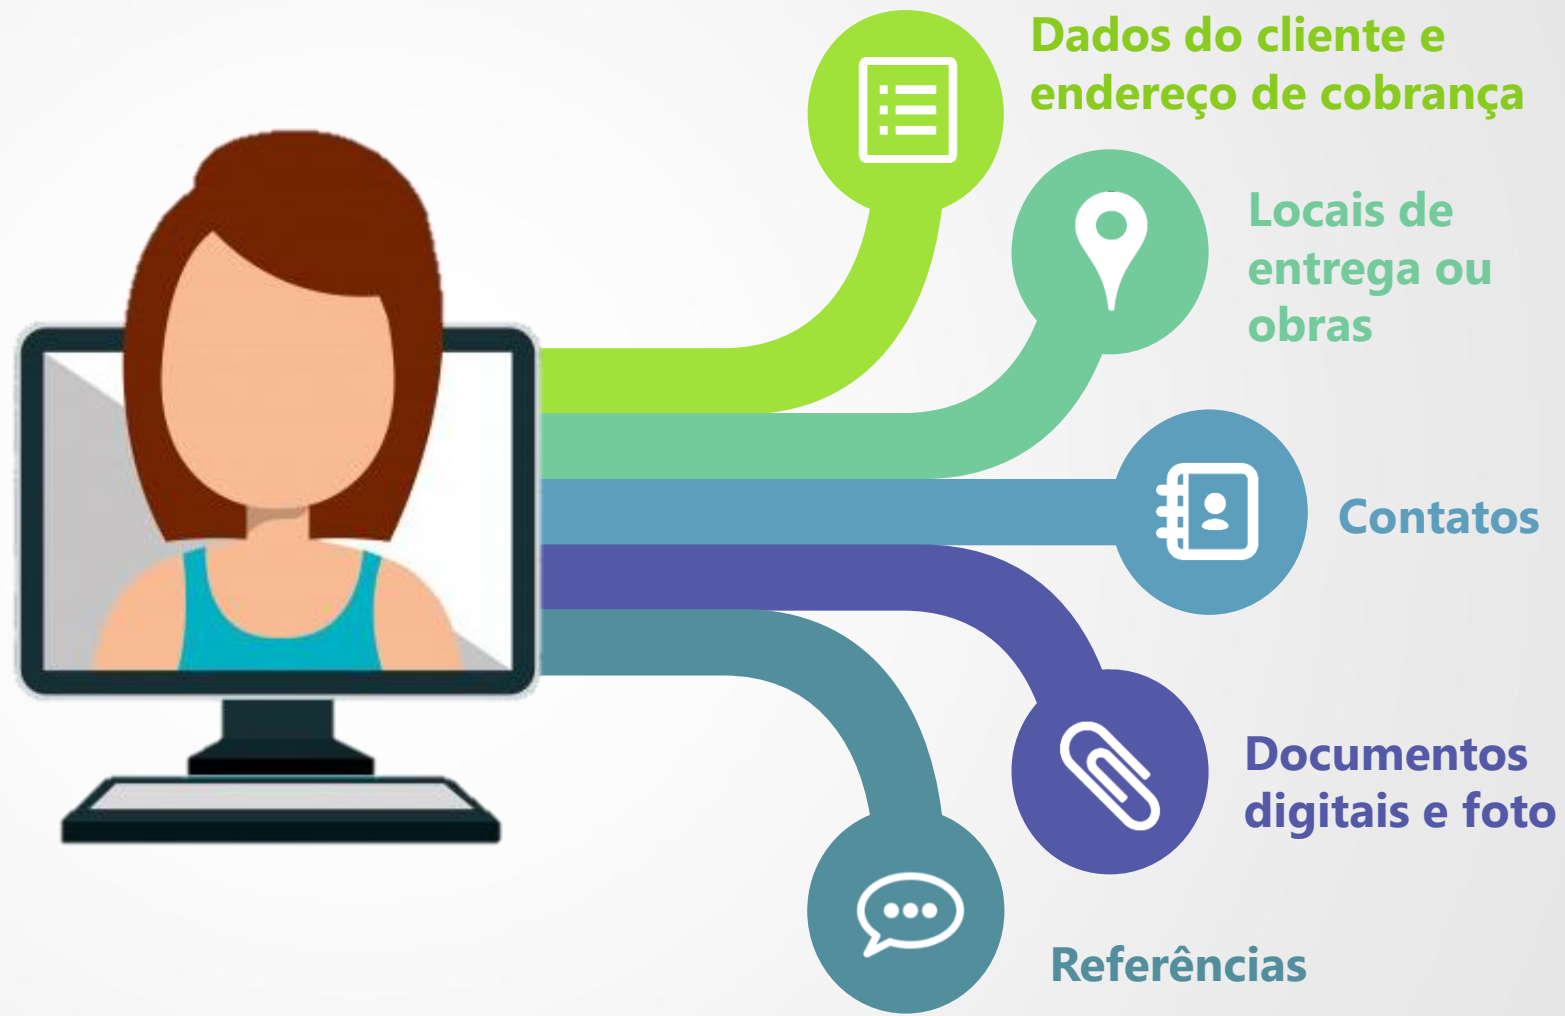 Dados do cliente e
endereço de cobrança
Locais de
entrega ou
obras
Contatos
Documentos
digitais e foto
Referências